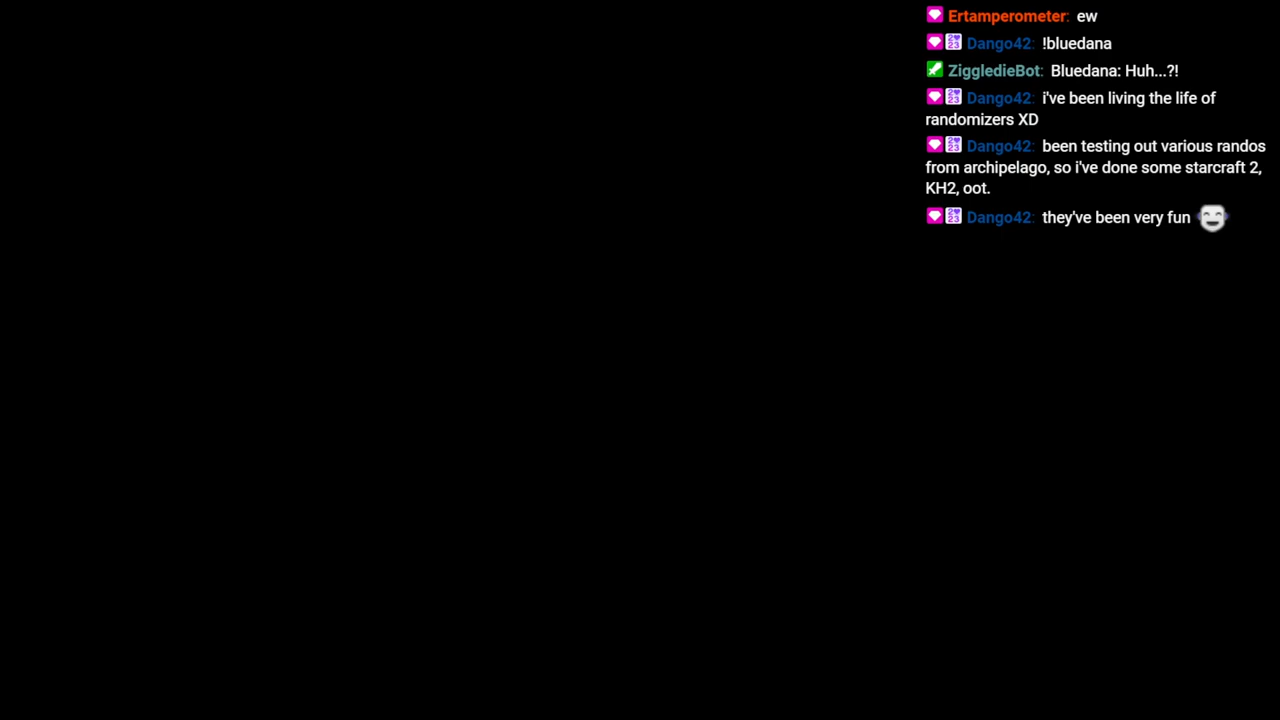 Ertamperometer: ew
Dango42: !bluedana
ZiggledieBot: Bluedana: Huh...?!
Dango42: i've been living the life of
randomizers XD
Dango42: been testing out various randos
from archipelago, so i've done some starcraft 2,
KH2, oot.
Dango42: they've been very fun